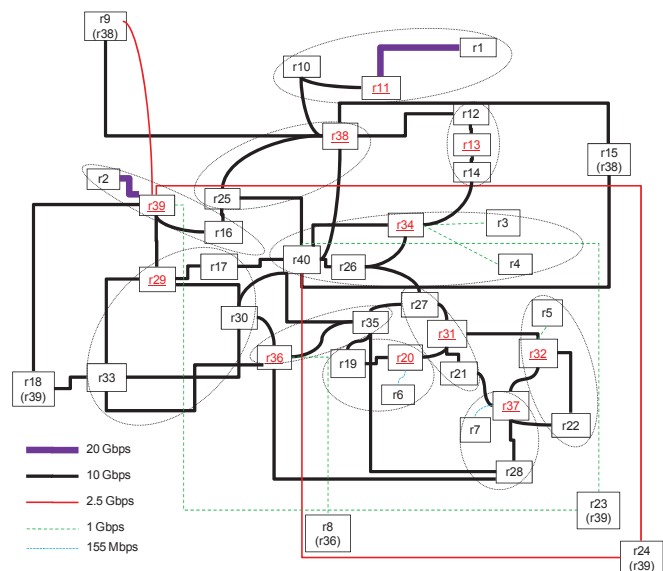 r9
(r38)
r1
r10
r11
r12
r38
r13
r15
(r38)
r14
r2
r25
r39
r3
r34
r16
r4
r40
r17
r26
r29
r27
r5
r30
r35
r31
r32
r36
r19
r20
r21
r33
r18
(r39)
r6
r37
r7
r22
r28
20 Gbps
10 Gbps
2.5 Gbps
1 Gbps
155 Mbps
r23
(r39)
r8
(r36)
r24
(r39)